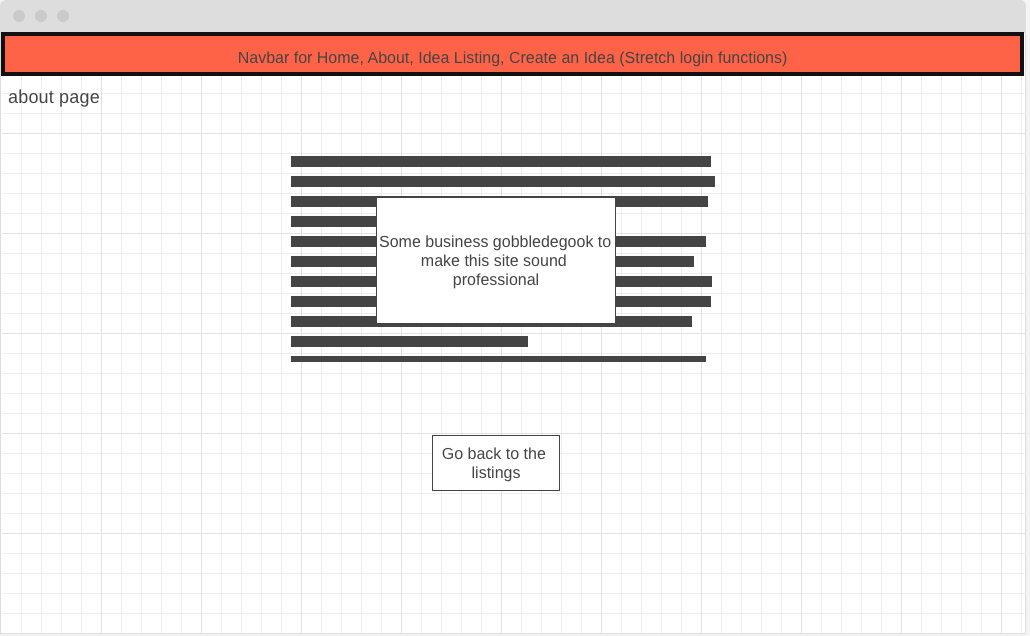 Navbar for Home, About, Idea Listing, Create an Idea (Stretch login functions)
about page
Some business gobbledegook to
make this site sound
professional
Go back to the
listings